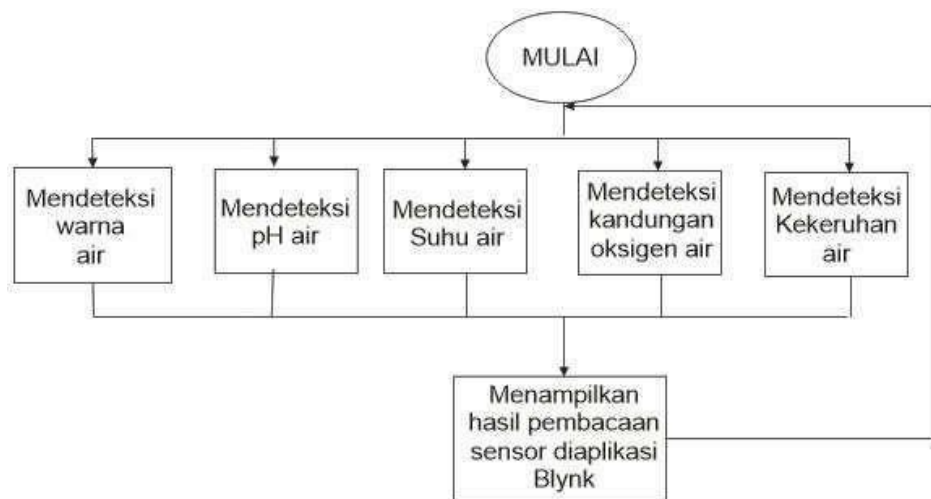 MULAI
Mendeteksi
warna
air
Mendeteksi
pH air
Mendeteksi
Suhu air
Mendeteksi
kandungan
oksigen air
Mendeteksi
Kekeruhan
air
Menampilkan
hasil pembacaan
sensor diaplikasi
Blynk